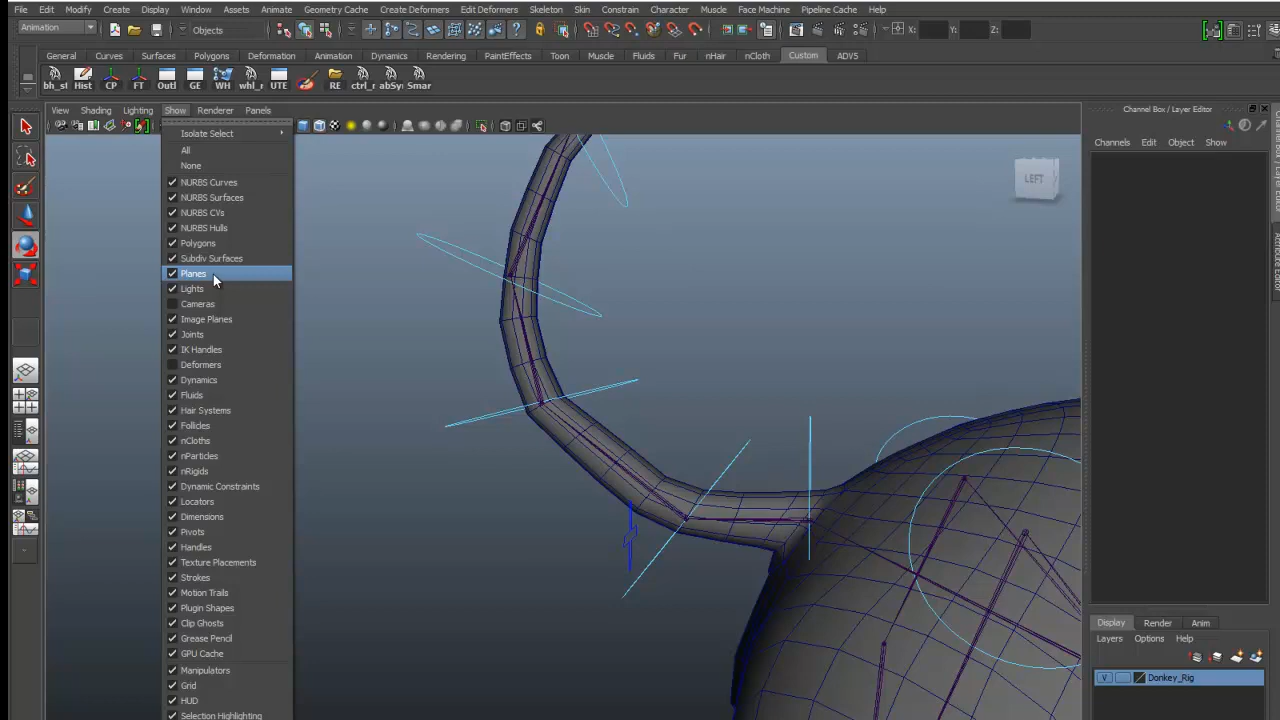 File Edit Modify Create Display Window Assets Animate Geometry Cache Create Deformers Edit Deformers Skeleton Skin Constrain Character Muscle Face Machine Pipeline Cache Help
Animation Objects X: Y: Z:
General Curves Surfaces Polygons Deformation Animation Dynamics Rendering PaintEffects Toon Muscle Fluids Fur nHair nCloth Custom ADV5
bh_sl Hist CP FT Outl GE WH whl_r UTE RE ctrl_r abSy Smar
View Shading Lighting Show Renderer Panels
Channel Box / Layer Editor
Channels Edit Object Show
Isolate Select
All
None
NURBS Curves
NURBS Surfaces
NURBS CVs
NURBS Hulls
Polygons
Subdiv Surfaces
Planes
Lights
Cameras
Image Planes
Joints
IK Handles
Deformers
Dynamics
Fluids
Hair Systems
Follicles
nCloths
nParticles
nRigids
Dynamic Constraints
Locators
Dimensions
Pivots
Handles
Texture Placements
Strokes
Motion Trails
Plugin Shapes
Clip Ghosts
Grease Pencil
GPU Cache
Manipulators
Grid
HUD
Selection Highlighting
LEFT
Display Render Anim
Layers Options Help
V Donkey_Rig
Attribute Editor